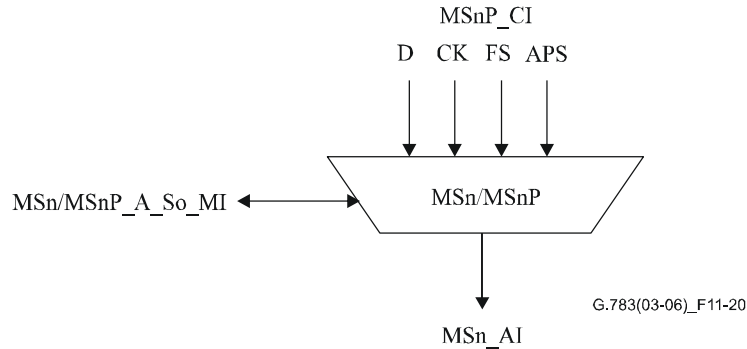 MSnP_CI
D CK FS APS
MSn/MSnP_A_So_MI
MSn/MSnP
G.783(03-06)_F11-20
MSn_AI